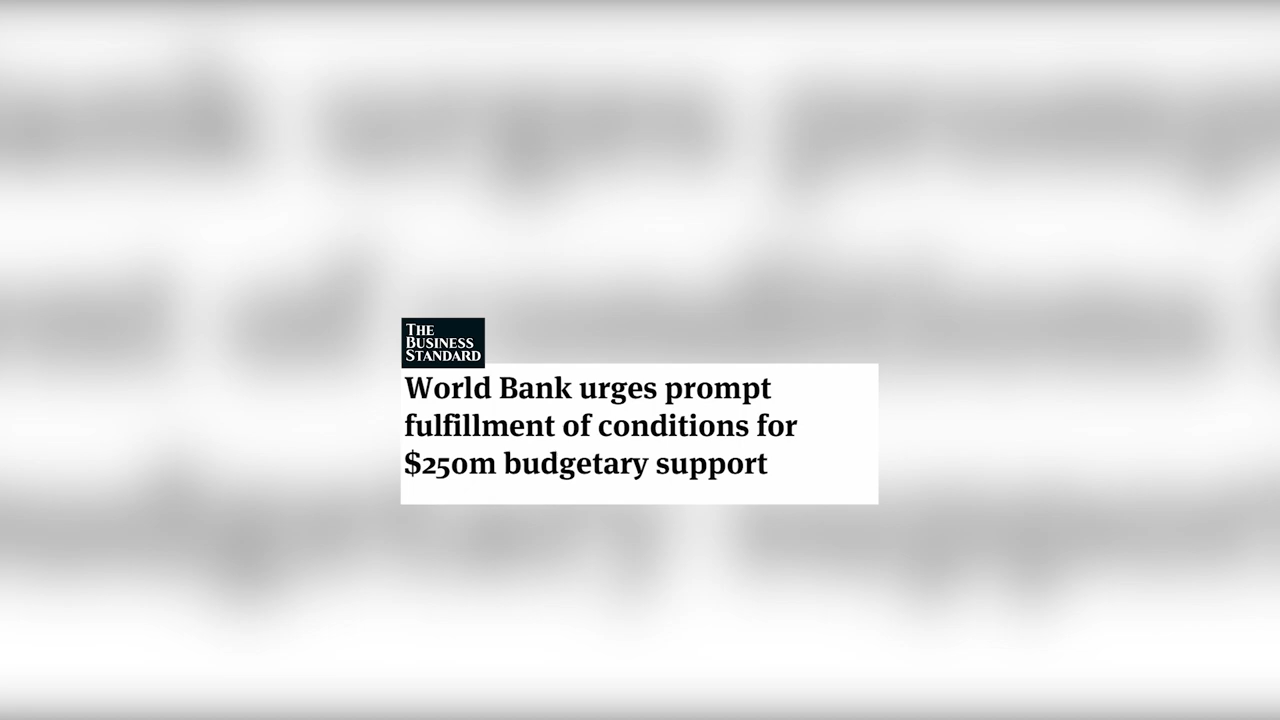 THE
BUSINESS
STANDARD
World Bank urges prompt
fulfillment of conditions for
$250m budgetary support